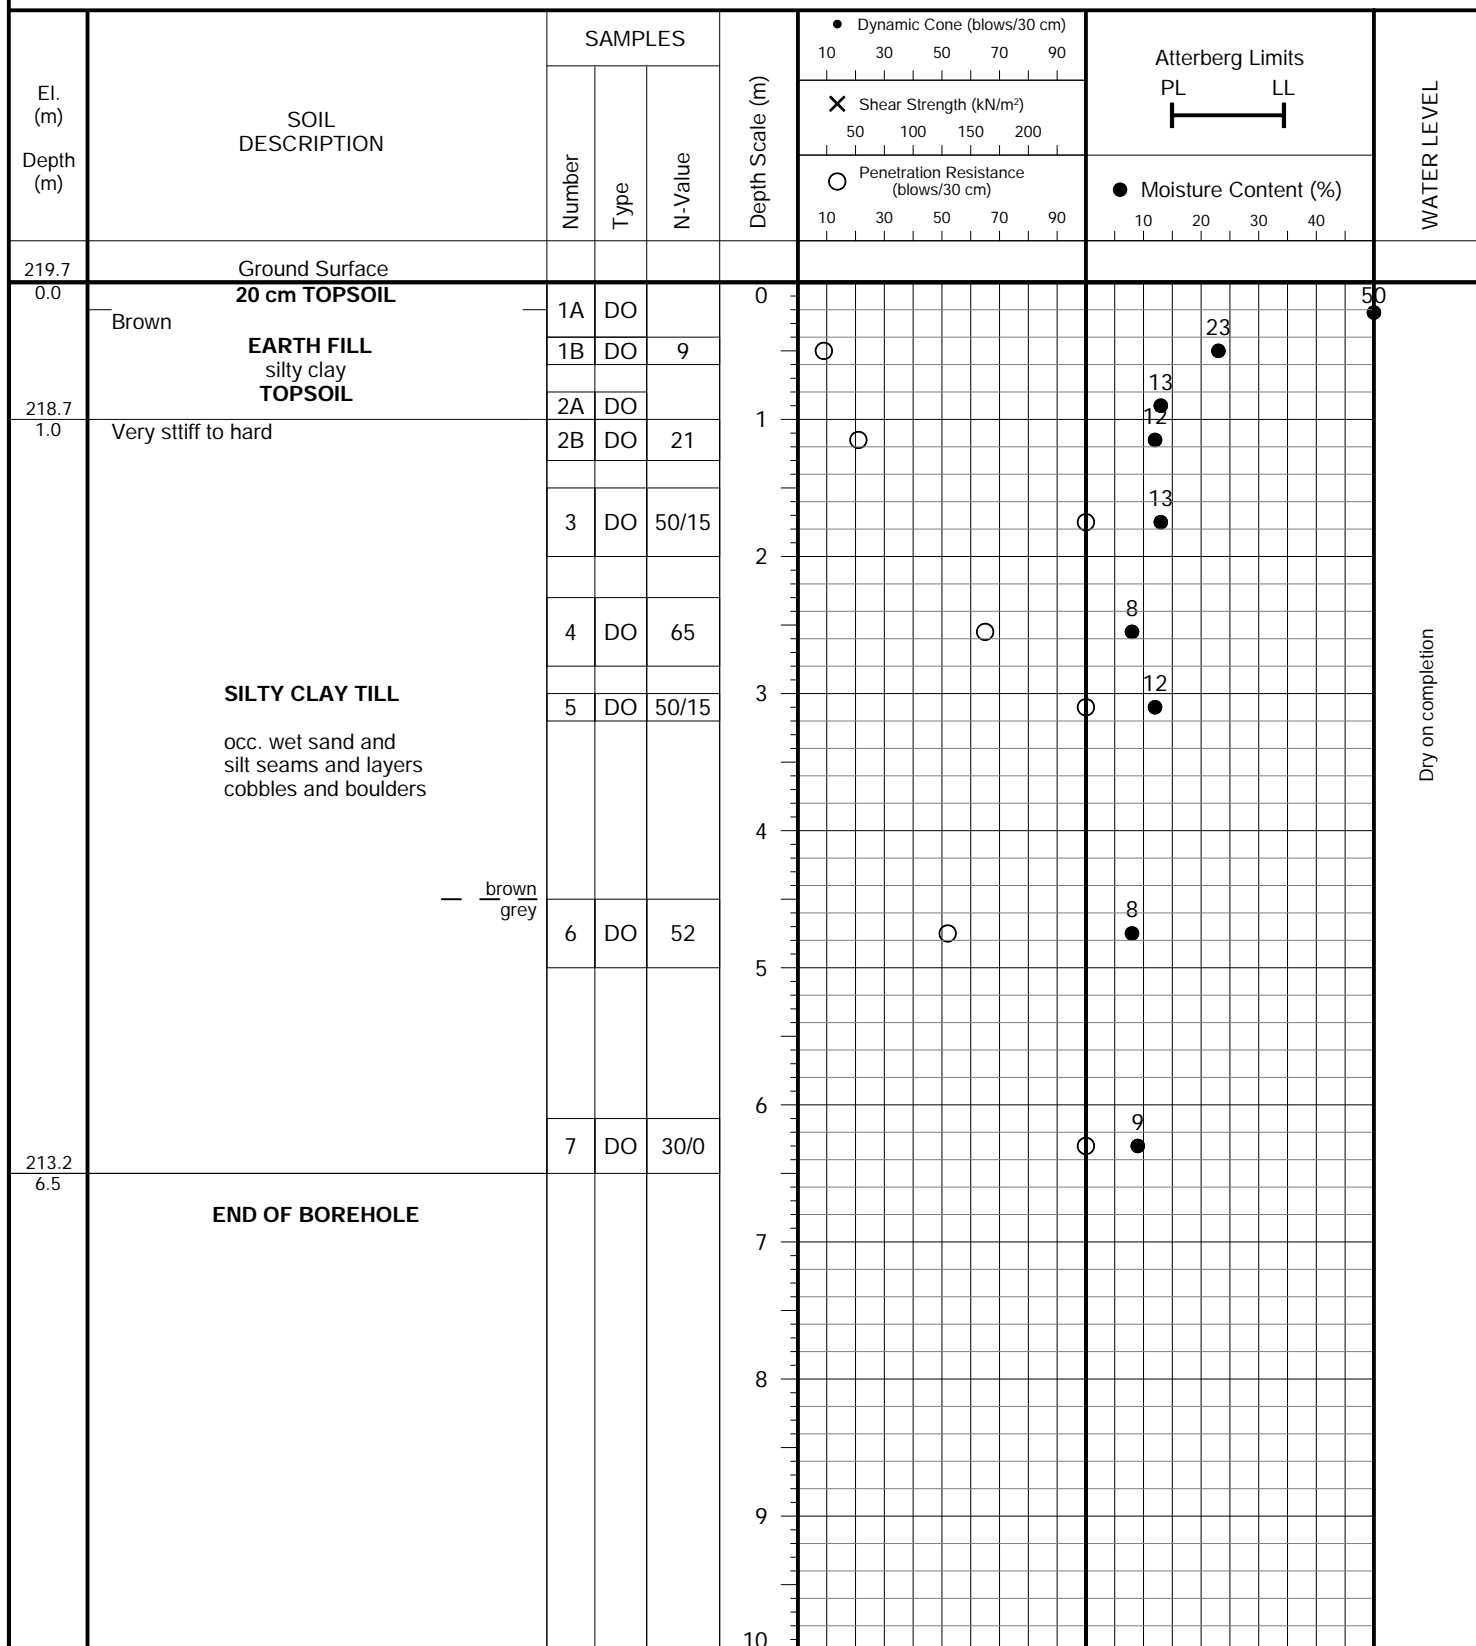 El.
(m)
Depth
(m)
SOIL
DESCRIPTION
SAMPLES
Number
Type
N-Value
Depth Scale (m)
Dynamic Cone (blows/30 cm)
10 30 50 70 90
Shear Strength (kN/m²)
50 100 150 200
Penetration Resistance
(blows/30 cm)
10 30 50 70 90
Atterberg Limits
PL LL
Moisture Content (%)
10 20 30 40
WATER LEVEL
219.7 Ground Surface
0.0 20 cm TOPSOIL 0 50
Brown 1A DO
23
EARTH FILL 1B DO 9
silty clay
TOPSOIL 13
218.7 2A DO
1 12
1.0 Very sttiff to hard 2B DO 21
13
3 DO 50/15
2
8
4 DO 65
12
SILTY CLAY TILL 3
5 DO 50/15
occ. wet sand and
silt seams and layers
cobbles and boulders
Dry on completion
4
brown
grey 8
6 DO 52
5
6
9
7 DO 30/0
213.2
6.5
END OF BOREHOLE
7
8
9
10